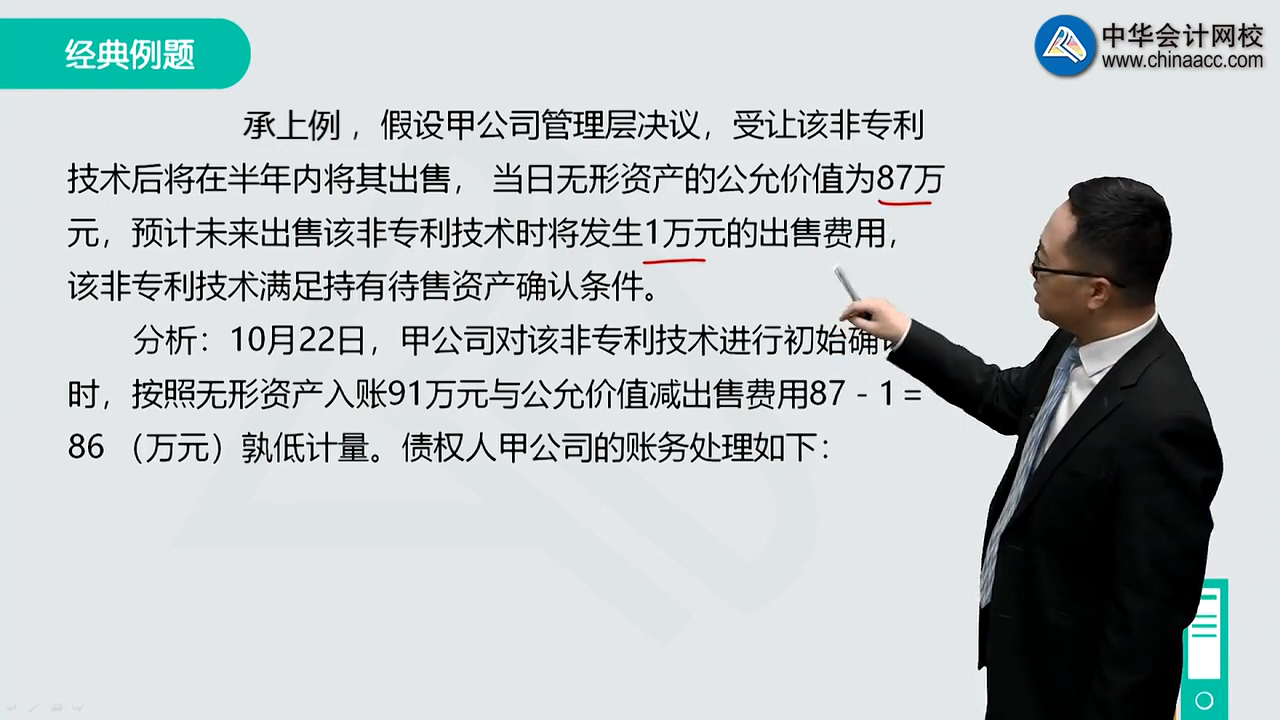 经典例题
中华会计网校
www.chinaacc.com
承上例，假设甲公司管理层决议，受让该非专利
技术后将在半年内将其出售， 当日无形资产的公允价值为87万
元，预计未来出售该非专利技术时将发生1万元的出售费用，
该非专利技术满足持有待售资产确认条件。
分析：10月22日，甲公司对该非专利技术进行初始确
时，按照无形资产入账91万元与公允价值减出售费用87－1＝
86 （万元）孰低计量。债权人甲公司的账务处理如下：